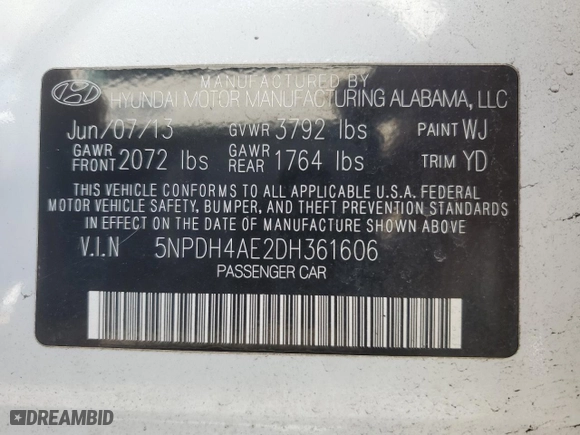 MANUFACTURED BY
HYUNDAI MOTOR MANUFACTURING ALABAMA, LLC
Jun/07/13 GVWR 3792 lbs PAINT WJ
GAWR FRONT 2072 lbs GAWR REAR 1764 lbs TRIM YD
THIS VEHICLE CONFORMS TO ALL APPLICABLE U.S.A. FEDERAL
MOTOR VEHICLE SAFETY, BUMPER, AND THEFT PREVENTION STANDARDS
IN EFFECT ON THE DATE OF MANUFACTURE SHOWN ABOVE.
V.I.N 5NPDH4AE2DH361606
PASSENGER CAR
DREAMBID